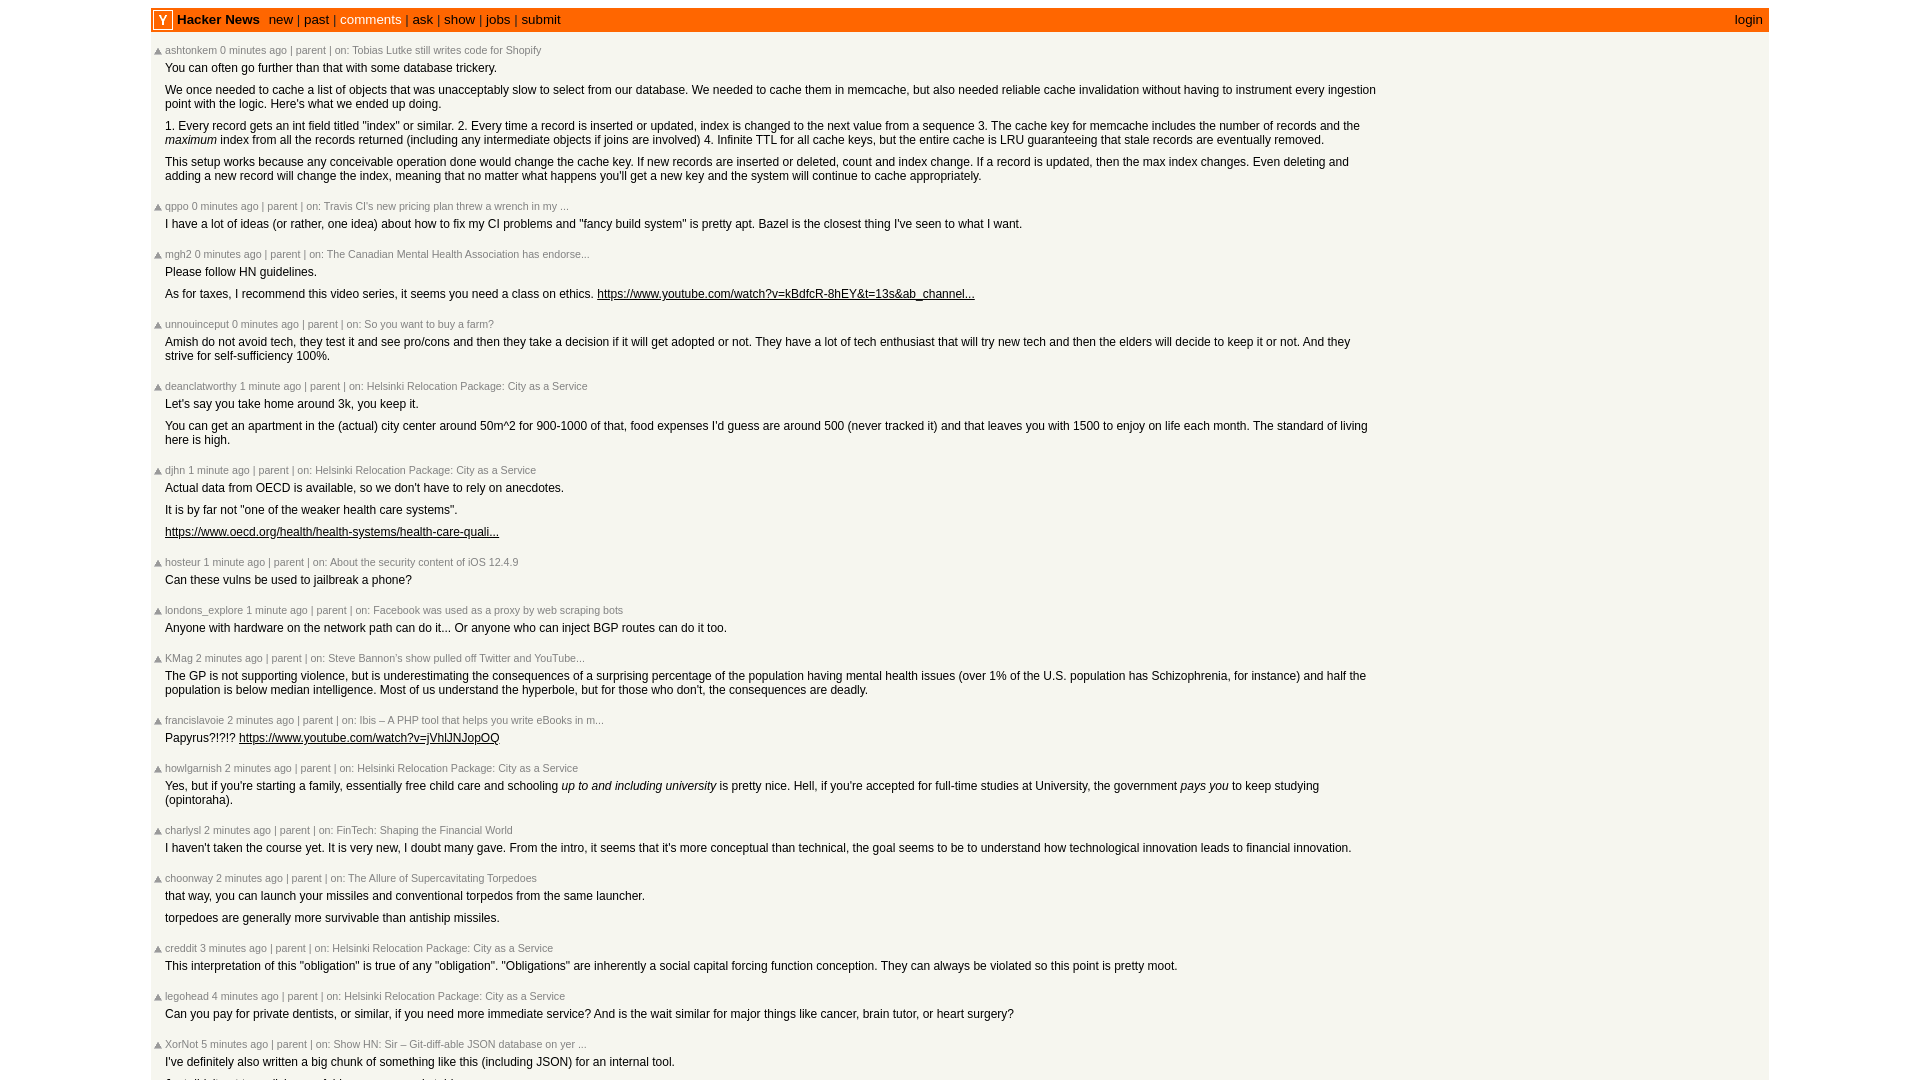 Y Hacker News new | past | comments | ask | show | jobs | submit login
ashtonkem 0 minutes ago | parent | on: Tobias Lutke still writes code for Shopify
You can often go further than that with some database trickery.
We once needed to cache a list of objects that was unacceptably slow to select from our database. We needed to cache them in memcache, but also needed reliable cache invalidation without having to instrument every ingestion
point with the logic. Here's what we ended up doing.
1. Every record gets an int field titled "index" or similar. 2. Every time a record is inserted or updated, index is changed to the next value from a sequence 3. The cache key for memcache includes the number of records and the
maximum index from all the records returned (including any intermediate objects if joins are involved) 4. Infinite TTL for all cache keys, but the entire cache is LRU guaranteeing that stale records are eventually removed.
This setup works because any conceivable operation done would change the cache key. If new records are inserted or deleted, count and index change. If a record is updated, then the max index changes. Even deleting and
adding a new record will change the index, meaning that no matter what happens you'll get a new key and the system will continue to cache appropriately.
qppo 0 minutes ago | parent | on: Travis CI's new pricing plan threw a wrench in my ...
I have a lot of ideas (or rather, one idea) about how to fix my CI problems and "fancy build system" is pretty apt. Bazel is the closest thing I've seen to what I want.
mgh2 0 minutes ago | parent | on: The Canadian Mental Health Association has endorse...
Please follow HN guidelines.
As for taxes, I recommend this video series, it seems you need a class on ethics. https://www.youtube.com/watch?v=kBdfcR-8hEY&t=13s&ab_channel...
unnouinceput 0 minutes ago | parent | on: So you want to buy a farm?
Amish do not avoid tech, they test it and see pro/cons and then they take a decision if it will get adopted or not. They have a lot of tech enthusiast that will try new tech and then the elders will decide to keep it or not. And they
strive for self-sufficiency 100%.
deanclatworthy 1 minute ago | parent | on: Helsinki Relocation Package: City as a Service
Let's say you take home around 3k, you keep it.
You can get an apartment in the (actual) city center around 50m^2 for 900-1000 of that, food expenses I'd guess are around 500 (never tracked it) and that leaves you with 1500 to enjoy on life each month. The standard of living
here is high.
djhn 1 minute ago | parent | on: Helsinki Relocation Package: City as a Service
Actual data from OECD is available, so we don't have to rely on anecdotes.
It is by far not "one of the weaker health care systems".
https://www.oecd.org/health/health-systems/health-care-quali...
hosteur 1 minute ago | parent | on: About the security content of iOS 12.4.9
Can these vulns be used to jailbreak a phone?
londons_explore 1 minute ago | parent | on: Facebook was used as a proxy by web scraping bots
Anyone with hardware on the network path can do it... Or anyone who can inject BGP routes can do it too.
KMag 2 minutes ago | parent | on: Steve Bannon's show pulled off Twitter and YouTube...
The GP is not supporting violence, but is underestimating the consequences of a surprising percentage of the population having mental health issues (over 1% of the U.S. population has Schizophrenia, for instance) and half the
population is below median intelligence. Most of us understand the hyperbole, but for those who don't, the consequences are deadly.
francislavoie 2 minutes ago | parent | on: Ibis – A PHP tool that helps you write eBooks in m...
Papyrus?!?!? https://www.youtube.com/watch?v=jVhlJNJopOQ
howlgarnish 2 minutes ago | parent | on: Helsinki Relocation Package: City as a Service
Yes, but if you're starting a family, essentially free child care and schooling up to and including university is pretty nice. Hell, if you're accepted for full-time studies at University, the government pays you to keep studying
(opintoraha).
charlysl 2 minutes ago | parent | on: FinTech: Shaping the Financial World
I haven't taken the course yet. It is very new, I doubt many gave. From the intro, it seems that it's more conceptual than technical, the goal seems to be to understand how technological innovation leads to financial innovation.
choonway 2 minutes ago | parent | on: The Allure of Supercavitating Torpedoes
that way, you can launch your missiles and conventional torpedos from the same launcher.
torpedoes are generally more survivable than antiship missiles.
creddit 3 minutes ago | parent | on: Helsinki Relocation Package: City as a Service
This interpretation of this "obligation" is true of any "obligation". "Obligations" are inherently a social capital forcing function conception. They can always be violated so this point is pretty moot.
legohead 4 minutes ago | parent | on: Helsinki Relocation Package: City as a Service
Can you pay for private dentists, or similar, if you need more immediate service? And is the wait similar for major things like cancer, brain tutor, or heart surgery?
XorNot 5 minutes ago | parent | on: Show HN: Sir – Git-diff-able JSON database on yer ...
I've definitely also written a big chunk of something like this (including JSON) for an internal tool.